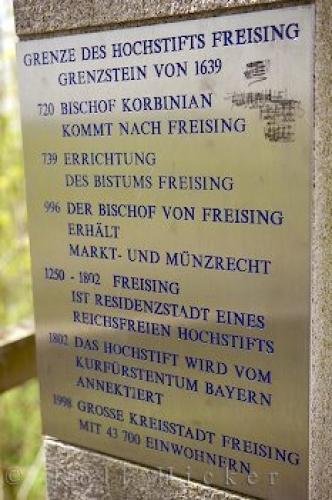 GRENZE DES HOCHSTIFTS FREISING
GRENZSTEIN VON 1639
720 BISCHOF KORBINIAN
KOMMT NACH FREISING
739 ERRICHTUNG
DES BISTUMS FREISING
996 DER BISCHOF VON FREISING
ERHÄLT
MARKT- UND MÜNZRECHT
1250 - 1802 FREISING
IST RESIDENZSTADT EINES
REICHSFREIEN HOCHSTIFTS
1802 DAS HOCHSTIFT WIRD VOM
KURFÜRSTENTUM BAYERN
ANNEKTIERT
1998 GROSSE KREISSTADT FREISING
MIT 43 700 EINWOHNERN
© Rolf Hicker